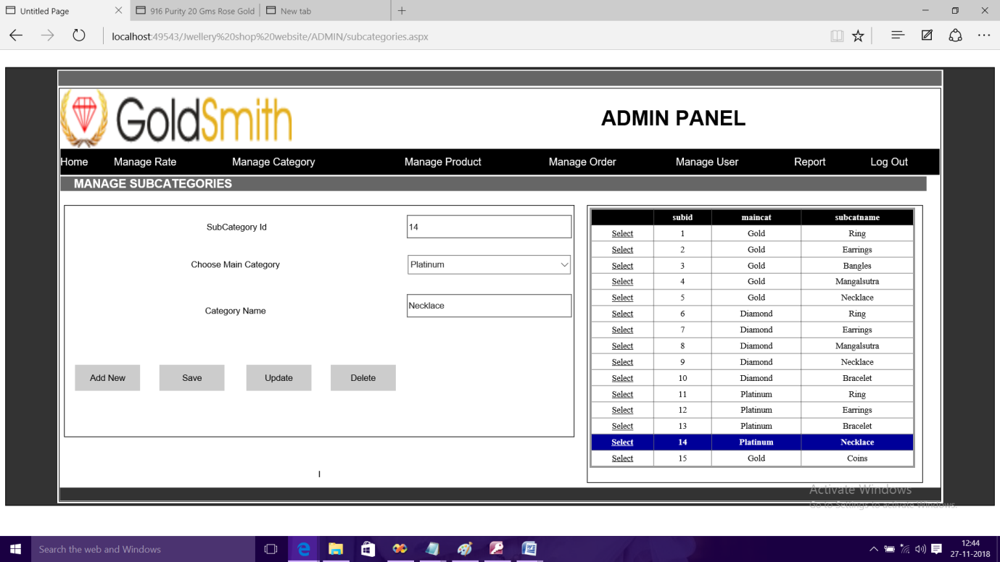 Untitled Page
916 Purity 20 Gms Rose Gold
New tab
localhost:49543/Jwellery%20shop%20website/ADMIN/subcategories.aspx
GoldSmith
ADMIN PANEL
Home Manage Rate Manage Category Manage Product Manage Order Manage User Report Log Out
MANAGE SUBCATEGORIES
SubCategory Id 14
Choose Main Category Platinum
Category Name Necklace
Add New Save Update Delete
subid maincat subcatname
Select 1 Gold Ring
Select 2 Gold Earrings
Select 3 Gold Bangles
Select 4 Gold Mangalsutra
Select 5 Gold Necklace
Select 6 Diamond Ring
Select 7 Diamond Earrings
Select 8 Diamond Mangalsutra
Select 9 Diamond Necklace
Select 10 Diamond Bracelet
Select 11 Platinum Ring
Select 12 Platinum Earrings
Select 13 Platinum Bracelet
Select 14 Platinum Necklace
Select 15 Gold Coins
Activate Windows
Go to Settings to activate Windows.
Search the web and Windows
12:44
27-11-2018